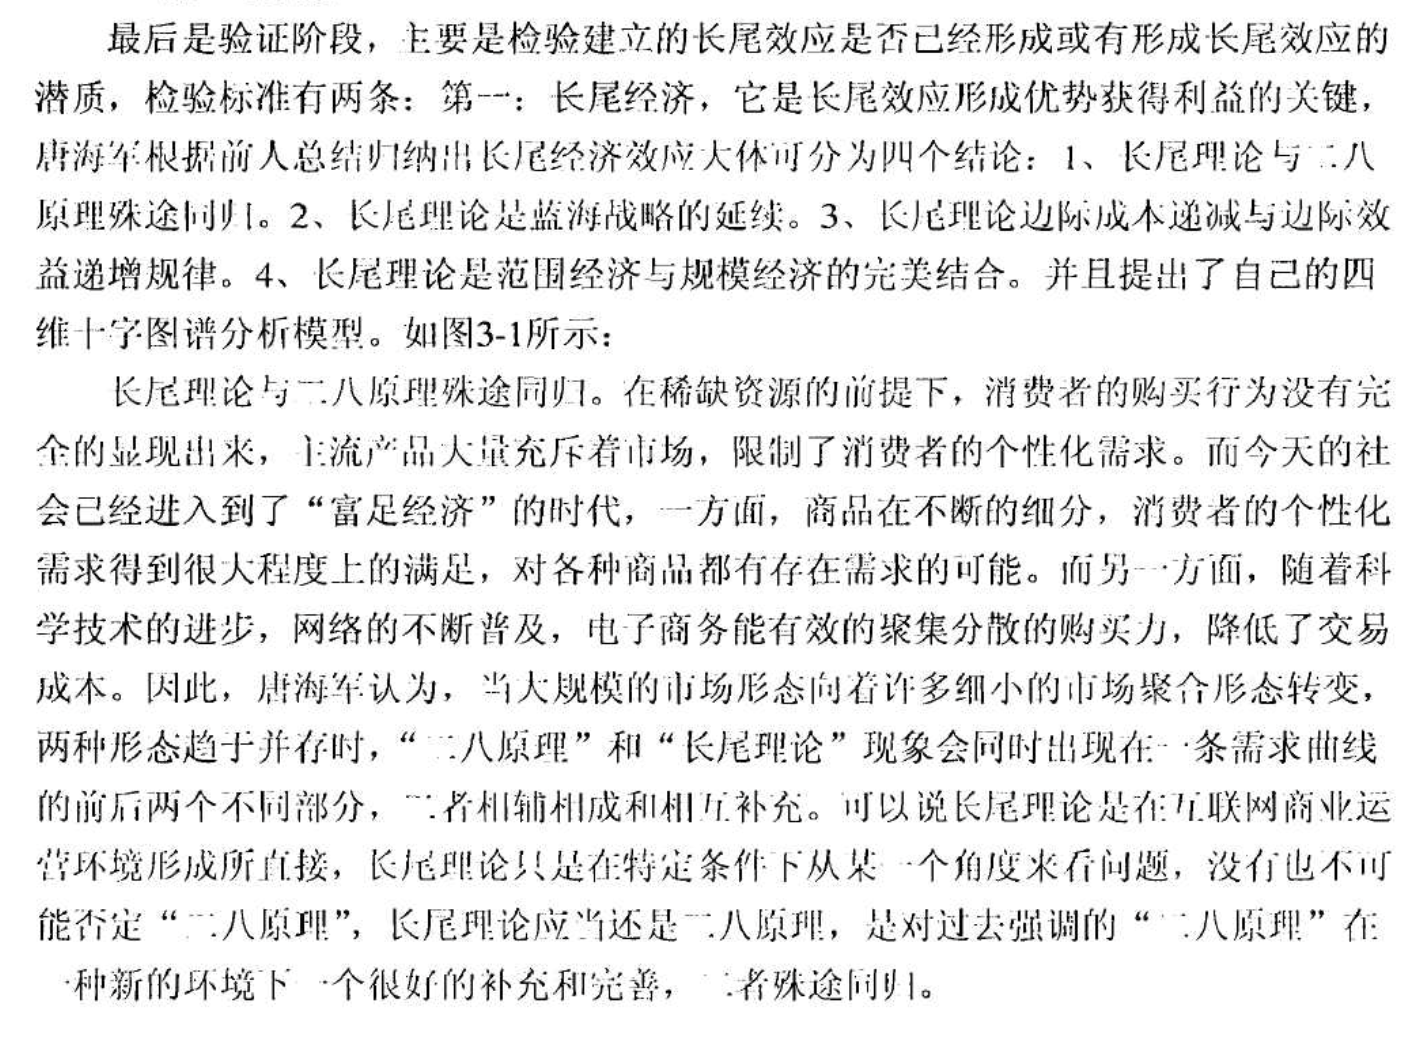 最后是验证阶段，主要是检验建立的长尾效应是否已经形成或有形成长尾效应的
潜质，检验标准有两条：第一：长尾经济，它是长尾效应形成优势获得利益的关键，
唐海军根据前人总结归纳出长尾经济效应大体可分为四个结论：1、长尾理论与二八
原理殊途同归。2、长尾理论是蓝海战略的延续。3、长尾理论边际成本递减与边际效
益递增规律。4、长尾理论是范围经济与规模经济的完美结合。并且提出了自己的四
维十字图谱分析模型。如图3-1所示：
长尾理论与二八原理殊途同归。在稀缺资源的前提下，消费者的购买行为没有完
全的显现出来，主流产品大量充斥着市场，限制了消费者的个性化需求。而今天的社
会已经进入到了“富足经济”的时代，一方面，商品在不断的细分，消费者的个性化
需求得到很大程度上的满足，对各种商品都有存在需求的可能。而另一方面，随着科
学技术的进步，网络的不断普及，电子商务能有效的聚集分散的购买力，降低了交易
成本。因此，唐海军认为，当大规模的市场形态向着许多细小的市场聚合形态转变，
两种形态趋于并存时，“二八原理”和“长尾理论”现象会同时出现在一条需求曲线
的前后两个不同部分，二者相辅相成和相互补充。可以说长尾理论是在互联网商业运
营环境形成所直接，长尾理论只是在特定条件下从某一个角度来看问题，没有也不可
能否定“二八原理”，长尾理论应当还是二八原理，是对过去强调的“二八原理”在
一种新的环境下一个很好的补充和完善，二者殊途同归。